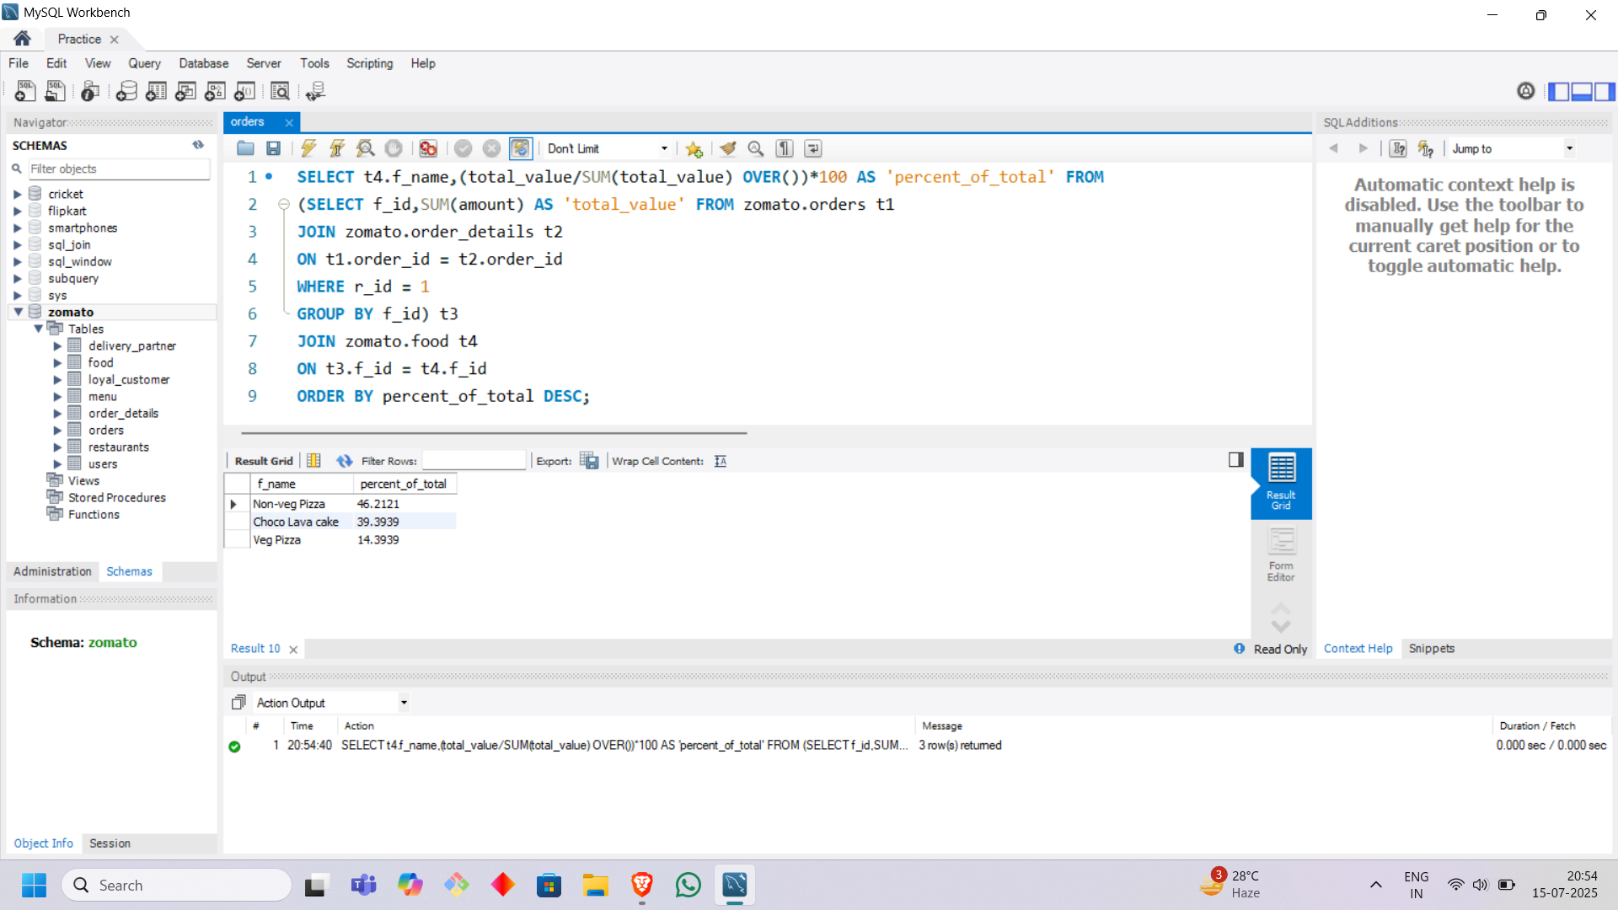 MySQL Workbench
Practice
File Edit View Query Database Server Tools Scripting Help
Navigator
SCHEMAS
Filter objects
cricket
flipkart
smartphones
sql_join
sql_window
subquery
sys
zomato
Tables
delivery_partner
food
loyal_customer
menu
order_details
orders
restaurants
users
Views
Stored Procedures
Functions
Administration Schemas
Information
Schema: zomato
Object Info Session
orders
Don't Limit
1 SELECT t4.f_name,(total_value/SUM(total_value) OVER())*100 AS 'percent_of_total' FROM
2 (SELECT f_id,SUM(amount) AS 'total_value' FROM zomato.orders t1
3 JOIN zomato.order_details t2
4 ON t1.order_id = t2.order_id
5 WHERE r_id = 1
6 GROUP BY f_id) t3
7 JOIN zomato.food t4
8 ON t3.f_id = t4.f_id
9 ORDER BY percent_of_total DESC;
Result Grid Filter Rows: Export: Wrap Cell Content:
f_name percent_of_total
Non-veg Pizza 46.2121
Choco Lava cake 39.3939
Veg Pizza 14.3939
Result Grid
Form Editor
Result 10
Read Only
SQLAdditions
Jump to
Automatic context help is
disabled. Use the toolbar to
manually get help for the
current caret position or to
toggle automatic help.
Context Help Snippets
Output
Action Output
# Time Action Message Duration / Fetch
1 20:54:40 SELECT t4.f_name,(total_value/SUM(total_value) OVER())*100 AS 'percent_of_total' FROM (SELECT f_id,SUM... 3 row(s) returned 0.000 sec / 0.000 sec
Search
3
28°C
Haze
ENG
IN
20:54
15-07-2025